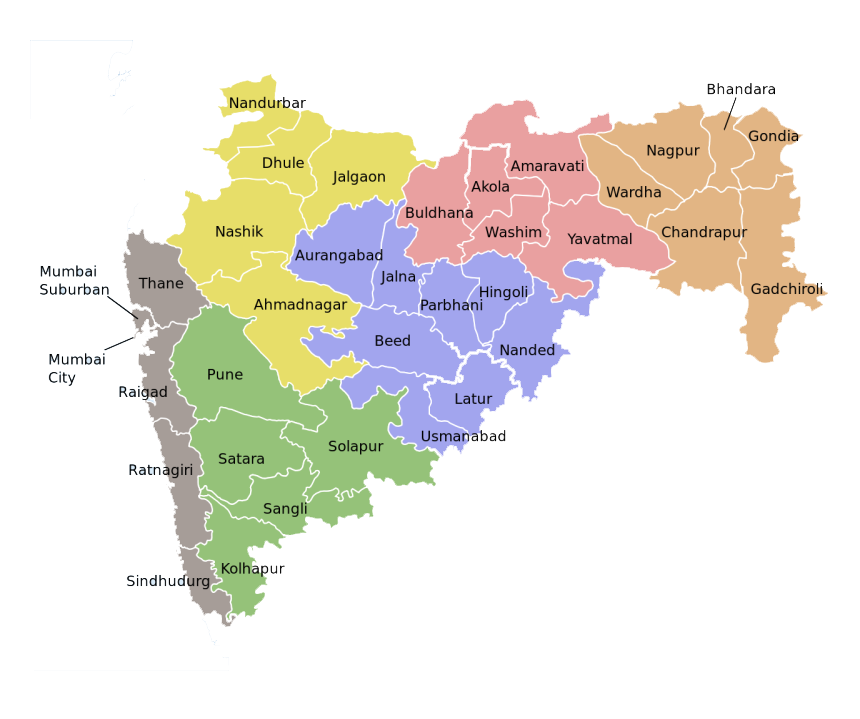 Bhandara
Nandurbar
Gondia
Nagpur
Dhule
Amaravati
Jalgaon
Akola
Wardha
Buldhana
Nashik
Washim
Yavatmal
Chandrapur
Aurangabad
Mumbai
Suburban
Thane
Jalna
Gadchiroli
Hingoli
Ahmadnagar
Parbhani
Beed
Nanded
Mumbai
City
Pune
Raigad
Latur
Usmanabad
Solapur
Satara
Ratnagiri
Sangli
Kolhapur
Sindhudurg